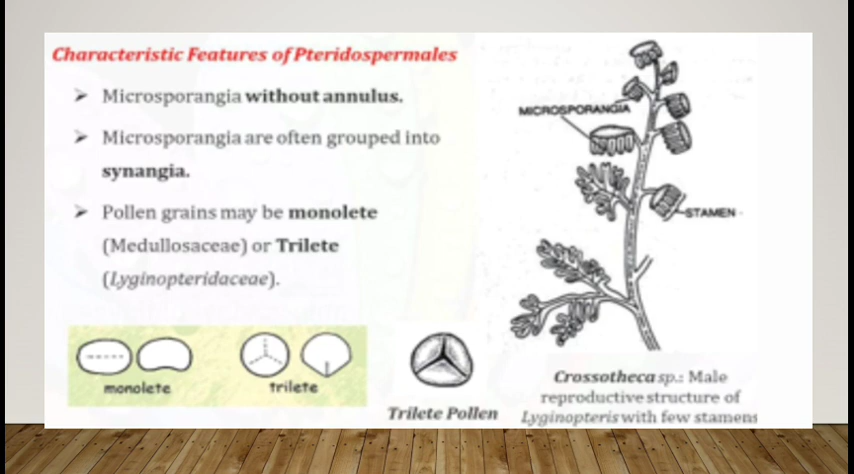 Characteristic Features of Pteridospermales
➢ Microsporangia without annulus.
➢ Microsporangia are often grouped into
synangia.
➢ Pollen grains may be monolete
(Medullosaceae) or Trilete
(Lyginopteridaceae).
MICROSPORANGIA
STAMEN
monolete
trilete
Trilete Pollen
Crossotheca sp.: Male
reproductive structure of
Lyginopteris with few stamens